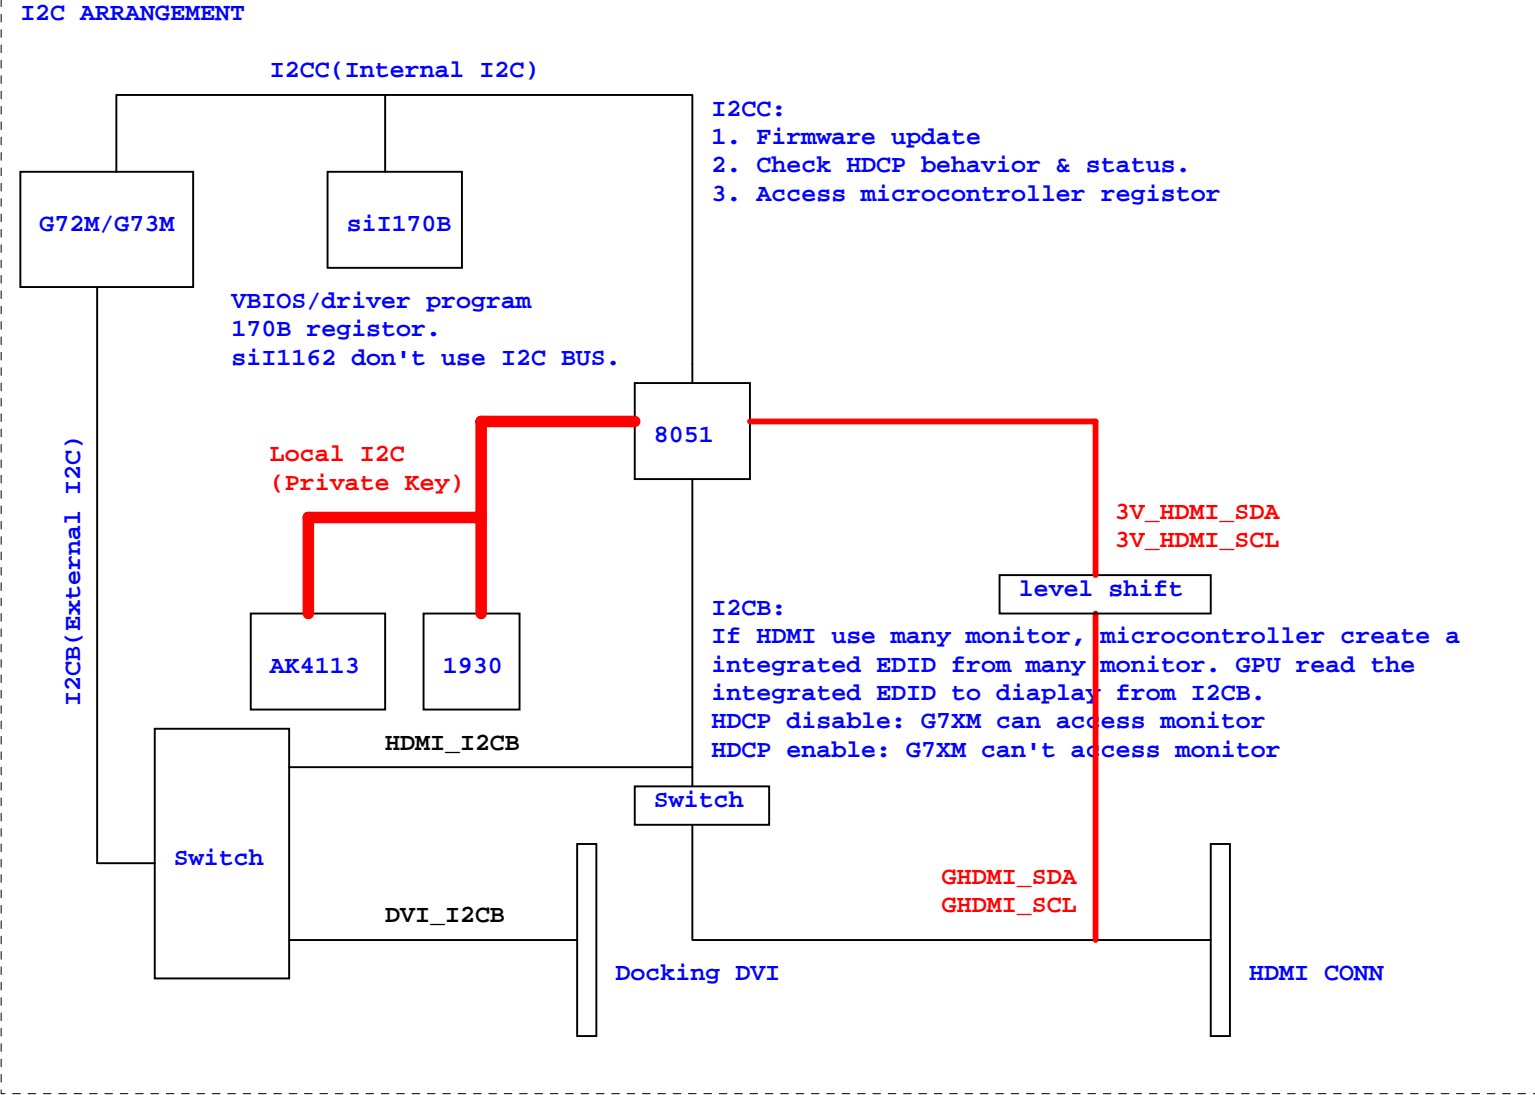 I2C ARRANGEMENT
I2CC(Internal I2C)
I2CC:
1. Firmware update
2. Check HDCP behavior & status.
3. Access microcontroller registor
G72M/G73M
siI170B
VBIOS/driver program
170B registor.
siI1162 don't use I2C BUS.
8051
Local I2C
(Private Key)
I2CB(External I2C)
3V_HDMI_SDA
3V_HDMI_SCL
level shift
I2CB:
If HDMI use many monitor, microcontroller create a
integrated EDID from many monitor. GPU read the
integrated EDID to diaplay from I2CB.
HDCP disable: G7XM can access monitor
HDCP enable: G7XM can't access monitor
AK4113
1930
HDMI_I2CB
Switch
Switch
GHDMI_SDA
GHDMI_SCL
DVI_I2CB
Docking DVI
HDMI CONN